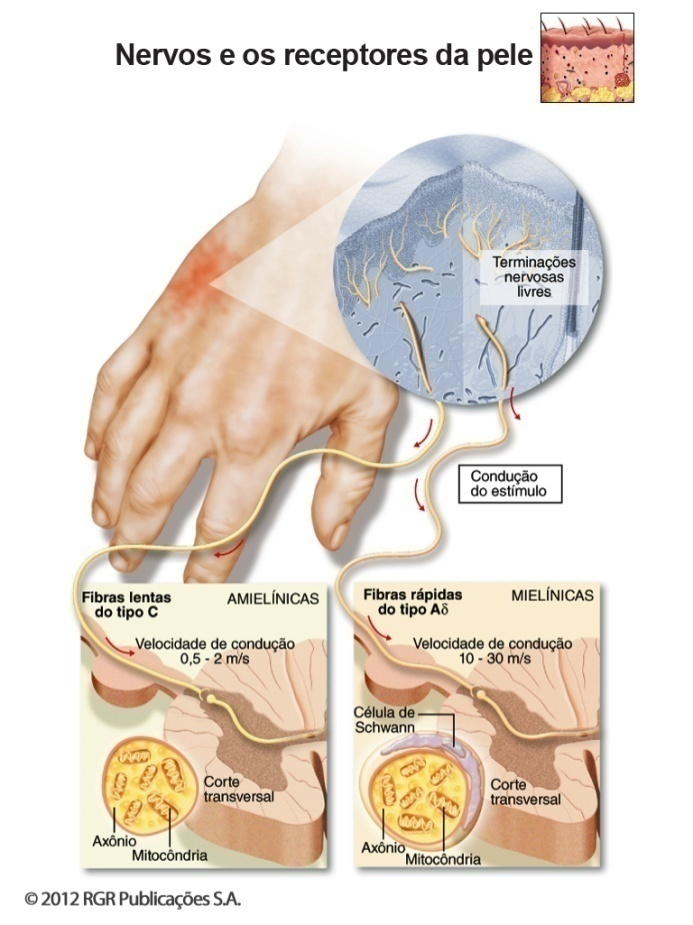 Nervos e os receptores da pele
Terminações
nervosas
livres
Condução
do estímulo
Fibras lentas
do tipo C
AMIELÍNICAS
Velocidade de condução
0,5 - 2 m/s
Corte
transversal
Axônio
Mitocôndria
Fibras rápidas
do tipo Aδ
MIELÍNICAS
Velocidade de condução
10 - 30 m/s
Célula de
Schwann
Corte
transversal
Axônio
Mitocôndria
© 2012 RGR Publicações S.A.